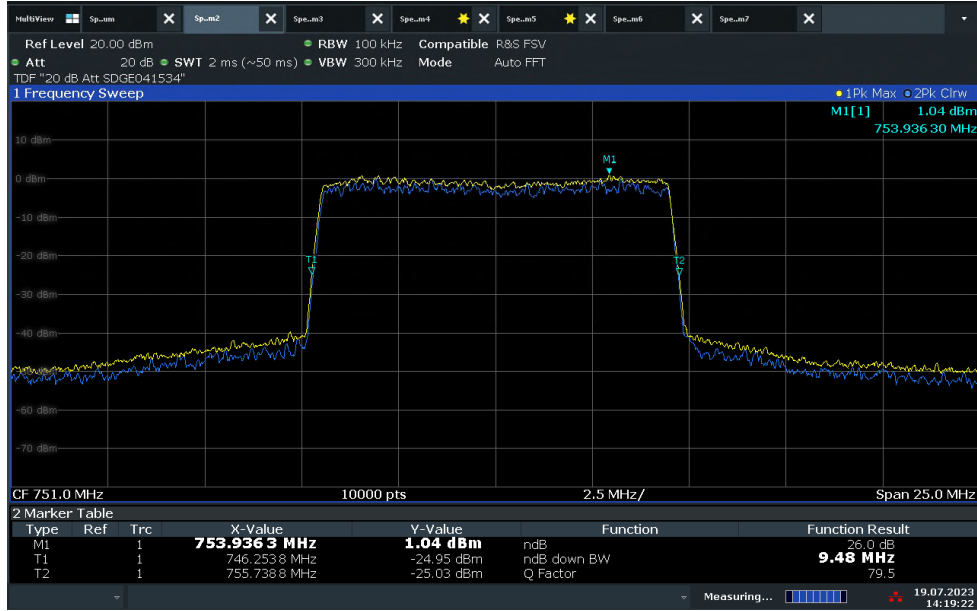 MultiView Sp..um Sp..m2 Spe..m3 Spe..m4 Spe..m5 Spe..m6 Spe..m7
Ref Level 20.00 dBm RBW 100 kHz Compatible R&S FSV
Att 20 dB SWT 2 ms (~50 ms) VBW 300 kHz Mode Auto FFT
TDF "20 dB Att SDGE041534"
1 Frequency Sweep 1Pk Max 2Pk Clrw
M1[1] 1.04 dBm
753.936 30 MHz
10 dBm
M1
0 dBm
-10 dBm
-20 dBm
T1 T2
-30 dBm
-40 dBm
-60 dBm
-70 dBm
CF 751.0 MHz 10000 pts 2.5 MHz/ Span 25.0 MHz
2 Marker Table
Type Ref Trc X-Value Y-Value Function Function Result
M1 1 753.936 3 MHz 1.04 dBm ndB 26.0 dB
T1 1 746.253 8 MHz -24.95 dBm ndB down BW 9.48 MHz
T2 1 755.738 8 MHz -25.03 dBm Q Factor 79.5
Measuring... 19.07.2023
14:19:22